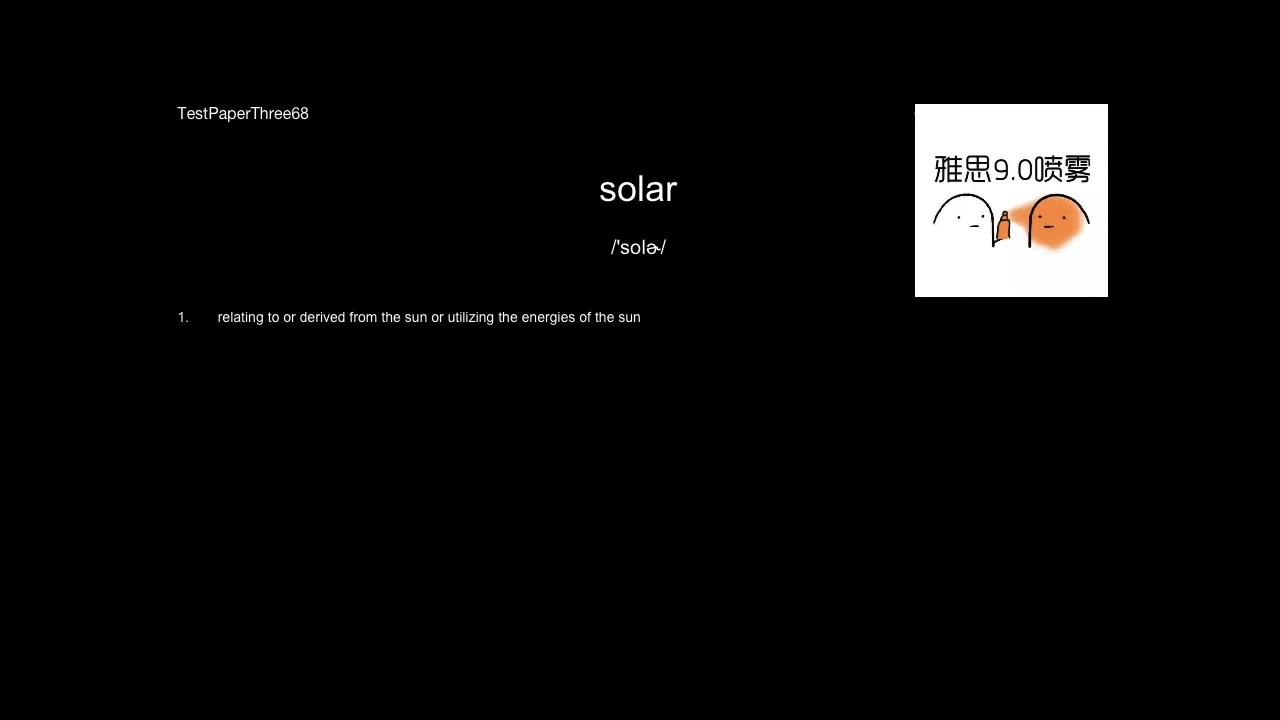 TestPaperThree68
雅思9.0喷雾
solar
/'solɚ/
1. relating to or derived from the sun or utilizing the energies of the sun